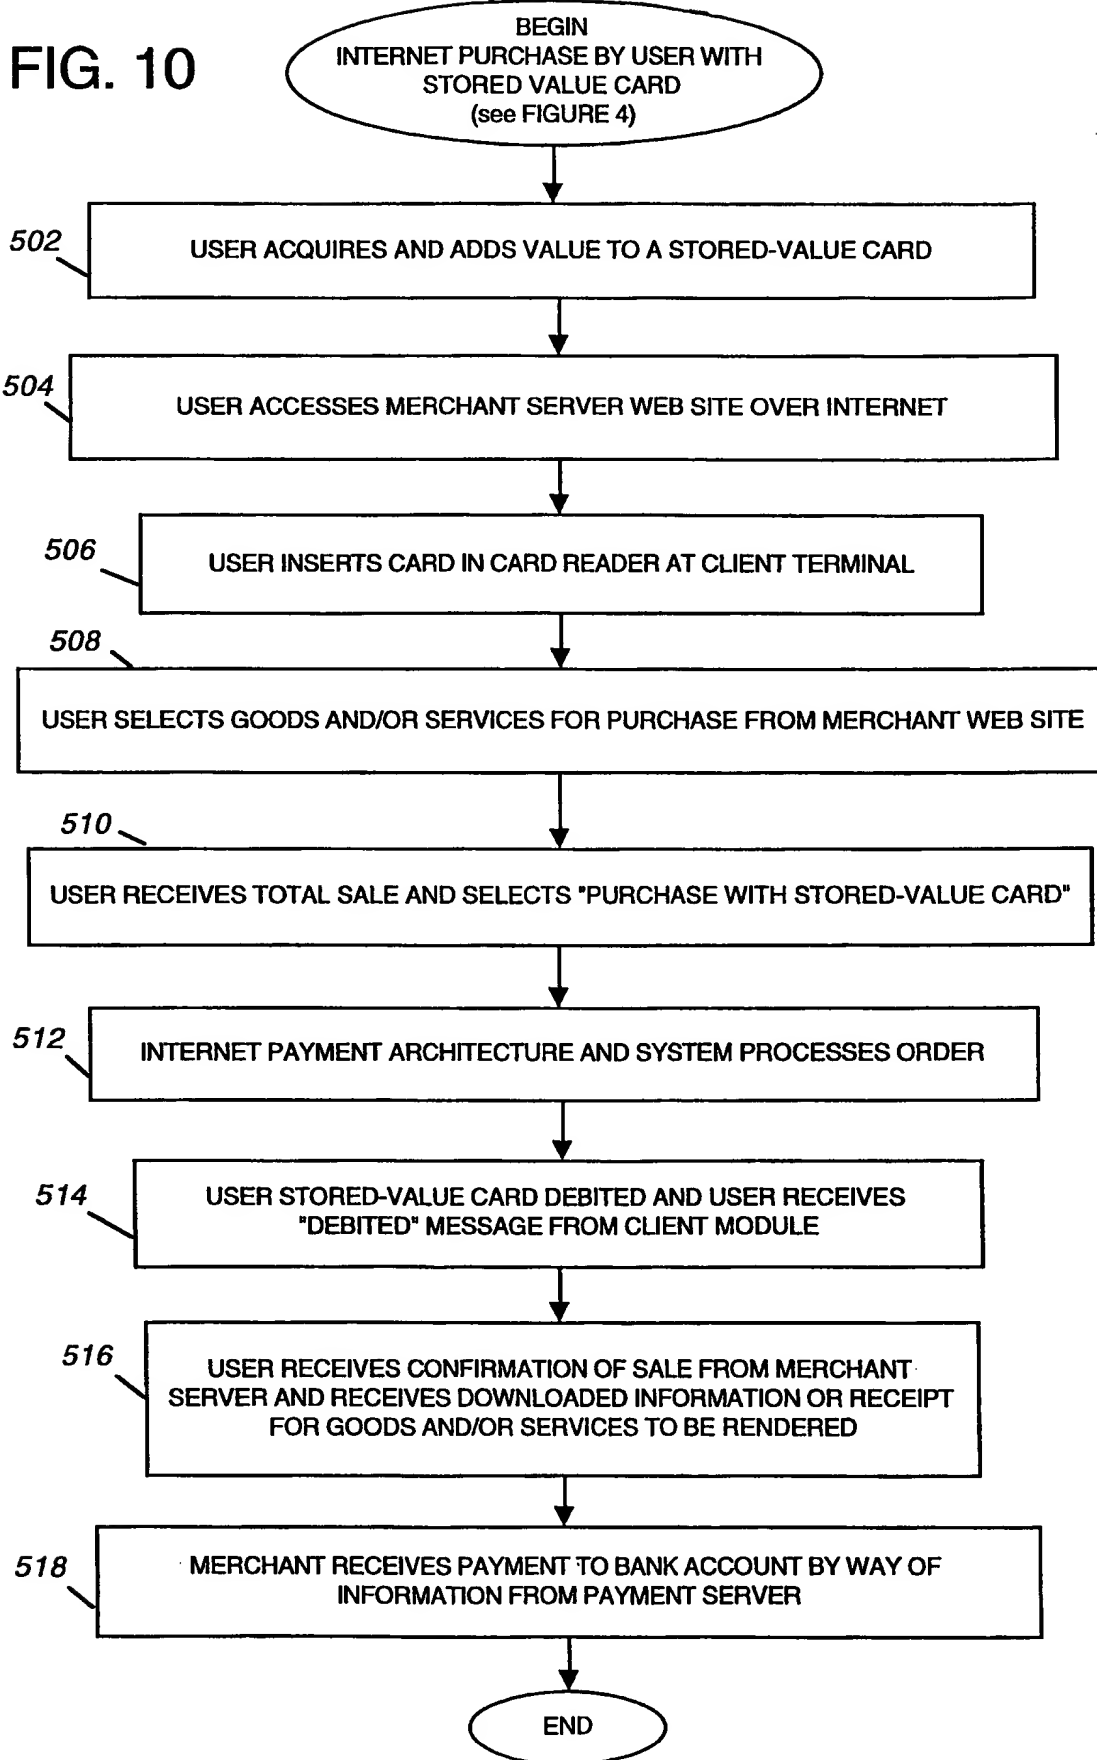 FIG. 10
BEGIN
INTERNET PURCHASE BY USER WITH
STORED VALUE CARD
(see FIGURE 4)
502
USER ACQUIRES AND ADDS VALUE TO A STORED-VALUE CARD
504
USER ACCESSES MERCHANT SERVER WEB SITE OVER INTERNET
506
USER INSERTS CARD IN CARD READER AT CLIENT TERMINAL
508
USER SELECTS GOODS AND/OR SERVICES FOR PURCHASE FROM MERCHANT WEB SITE
510
USER RECEIVES TOTAL SALE AND SELECTS "PURCHASE WITH STORED-VALUE CARD"
512
INTERNET PAYMENT ARCHITECTURE AND SYSTEM PROCESSES ORDER
514
USER STORED-VALUE CARD DEBITED AND USER RECEIVES
"DEBITED" MESSAGE FROM CLIENT MODULE
516
USER RECEIVES CONFIRMATION OF SALE FROM MERCHANT
SERVER AND RECEIVES DOWNLOADED INFORMATION OR RECEIPT
FOR GOODS AND/OR SERVICES TO BE RENDERED
518
MERCHANT RECEIVES PAYMENT TO BANK ACCOUNT BY WAY OF
INFORMATION FROM PAYMENT SERVER
END